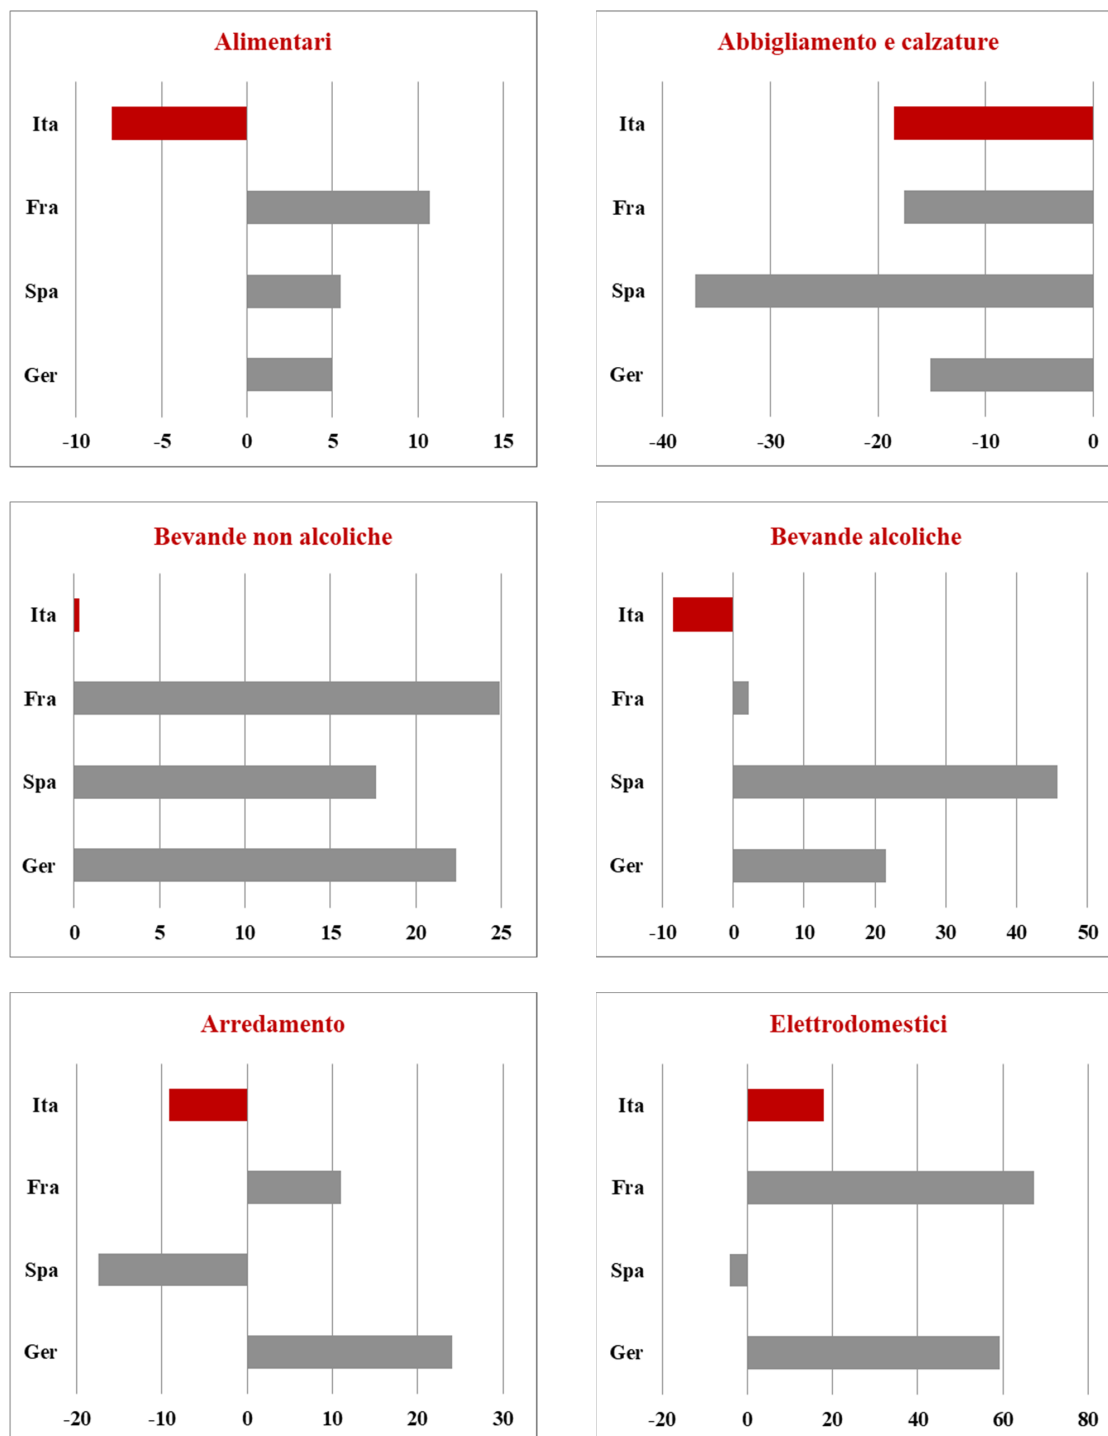 Alimentari
Ita
Fra
Spa
Ger
-10 -5 0 5 10 15
Abbigliamento e calzature
Ita
Fra
Spa
Ger
-40 -30 -20 -10 0
Bevande non alcoliche
Ita
Fra
Spa
Ger
0 5 10 15 20 25
Bevande alcoliche
Ita
Fra
Spa
Ger
-10 0 10 20 30 40 50
Arredamento
Ita
Fra
Spa
Ger
-20 -10 0 10 20 30
Elettrodomestici
Ita
Fra
Spa
Ger
-20 0 20 40 60 80